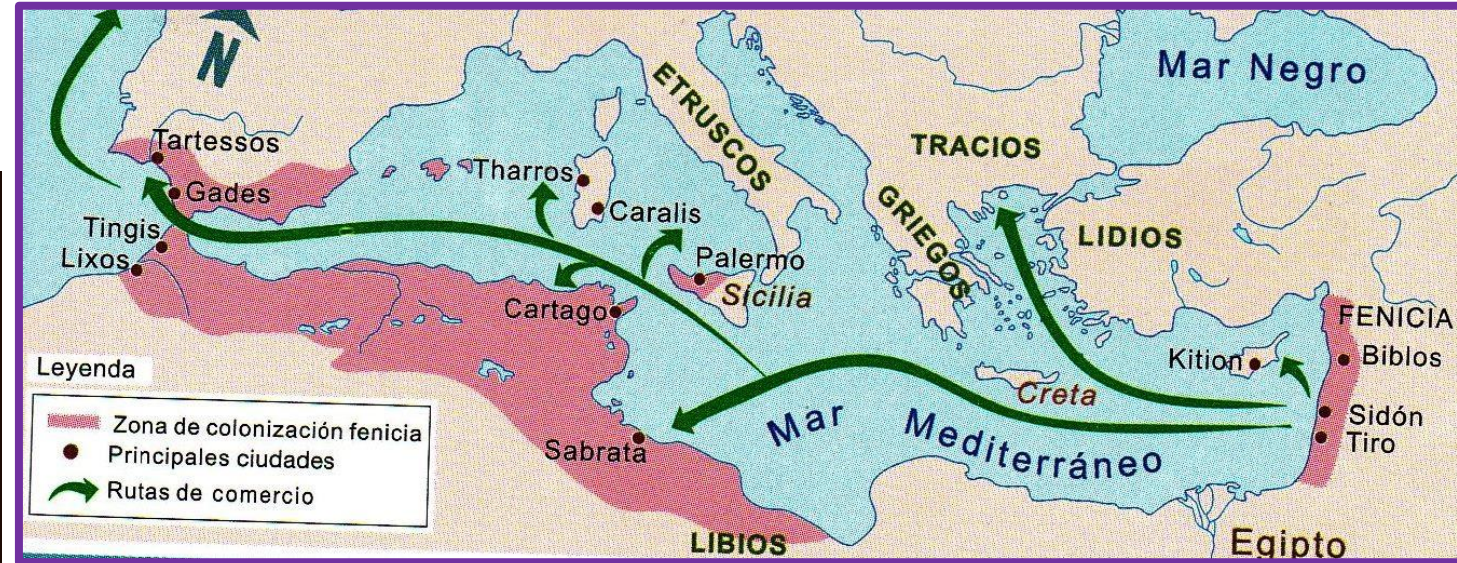 N
Mar Negro
ETRUSCOS
TRACIOS
Tartessos
Tharros
Gades
Caralis
GRIEGOS
LIDIOS
Tingis
Lixos
Palermo
Sicilia
Cartago
FENICIA
Kition
Biblos
Creta
Sidón
Tiro
Mar Mediterráneo
Sabrata
LIBIOS
Egipto
Leyenda
Zona de colonización fenicia
Principales ciudades
Rutas de comercio